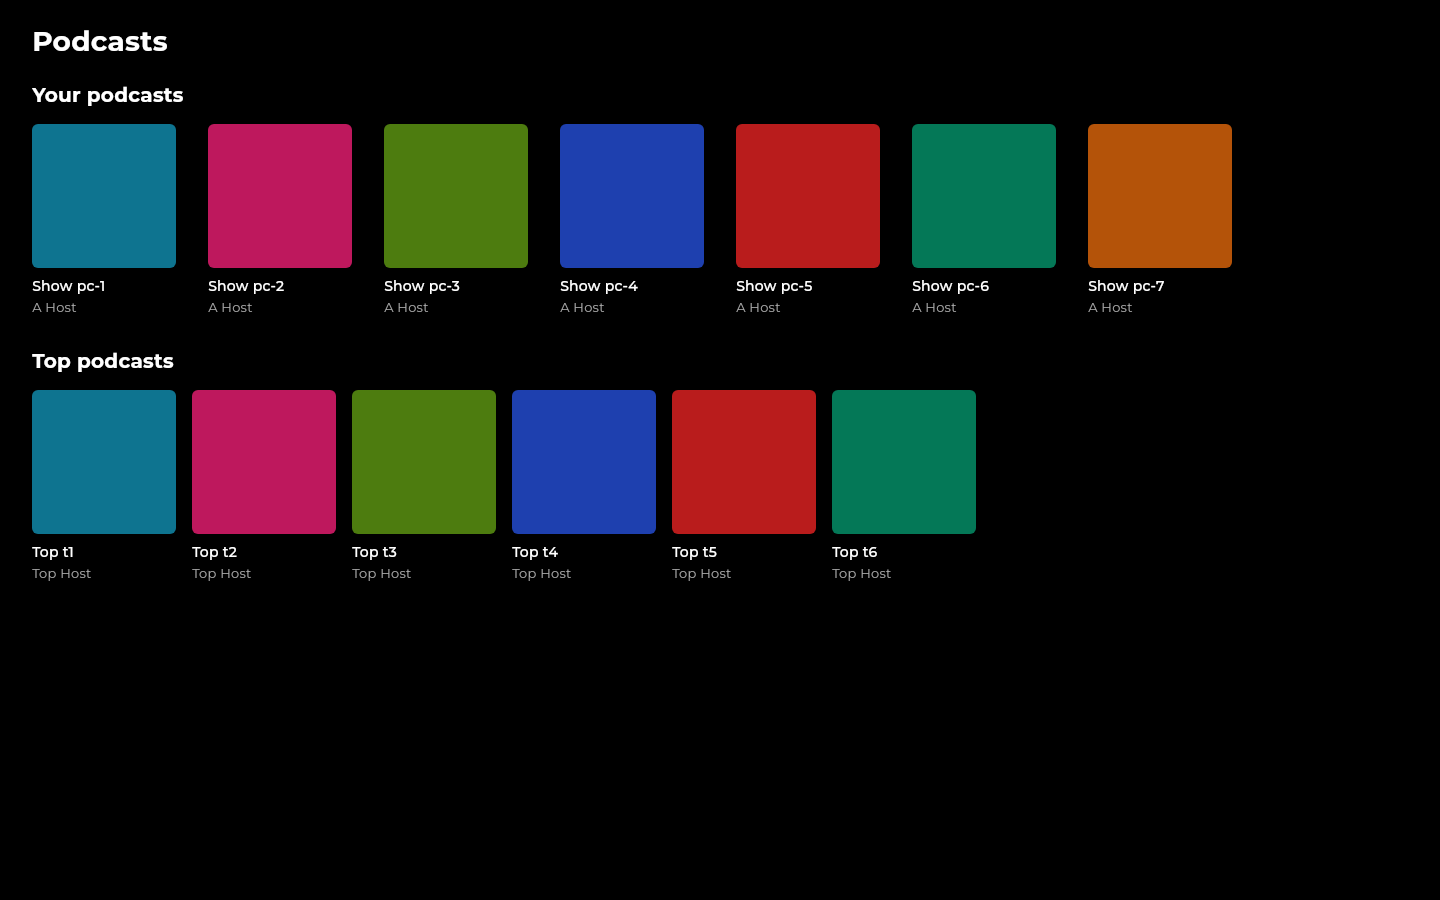 Podcasts
Your podcasts
Show pc-1
A Host
Show pc-2
A Host
Show pc-3
A Host
Show pc-4
A Host
Show pc-5
A Host
Show pc-6
A Host
Show pc-7
A Host
Top podcasts
Top t1
Top Host
Top t2
Top Host
Top t3
Top Host
Top t4
Top Host
Top t5
Top Host
Top t6
Top Host